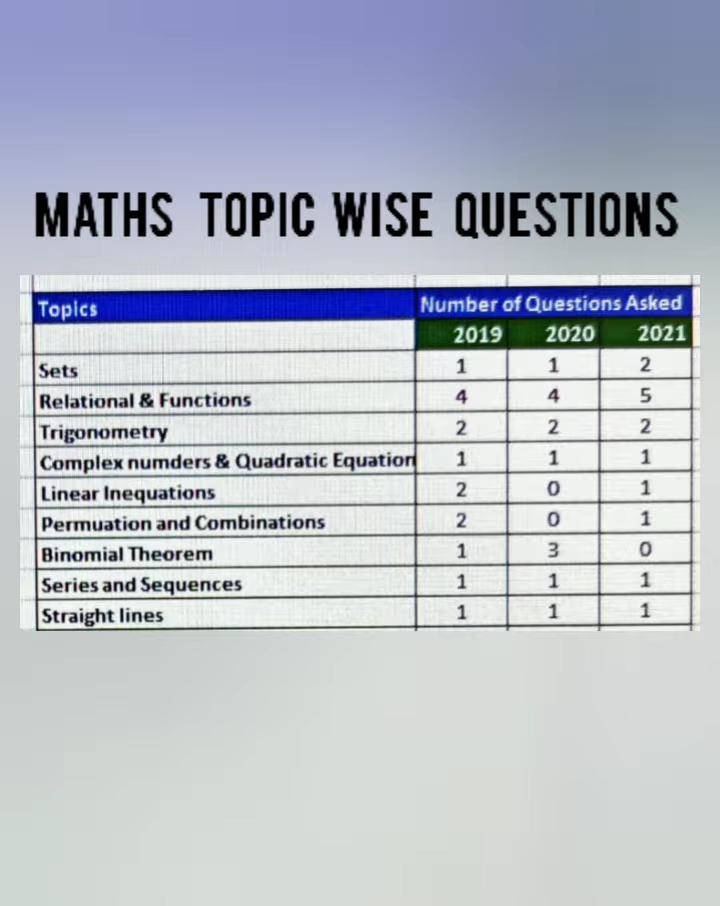 MATHS TOPIC WISE QUESTIONS
Topics Number of Questions Asked
2019 2020 2021
Sets 1 1 2
Relational & Functions 4 4 5
Trigonometry 2 2 2
Complex numders & Quadratic Equation 1 1 1
Linear Inequations 2 0 1
Permuation and Combinations 2 0 1
Binomial Theorem 1 3 0
Series and Sequences 1 1 1
Straight lines 1 1 1